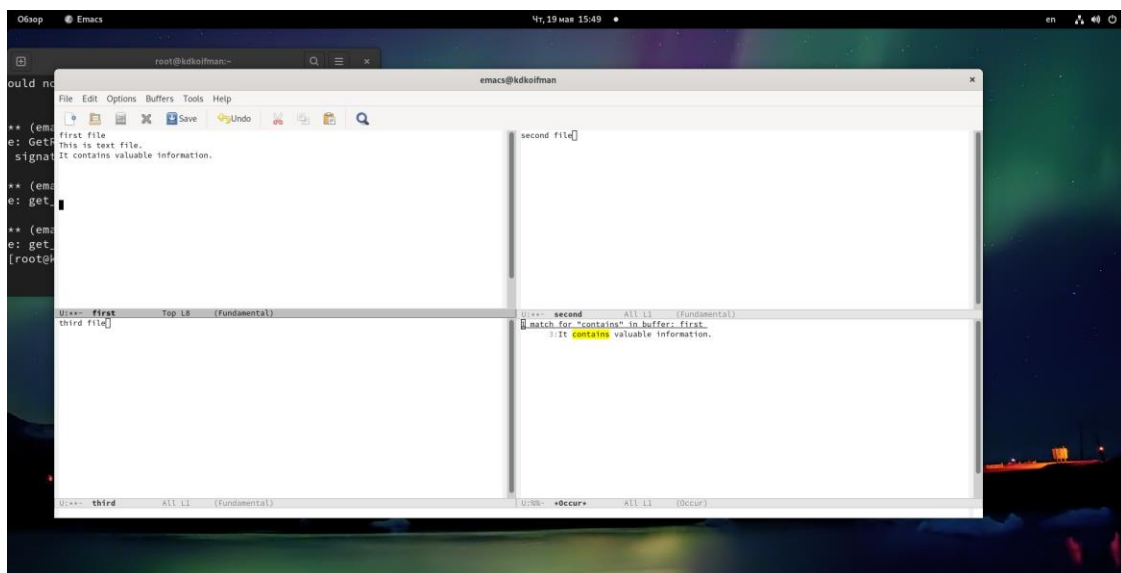 Обзор Emacs Чт, 19 мая 15:49 en
root@kdkoifman:~
ould no
emacs@kdkoifman
File Edit Options Buffers Tools Help
Save Undo
** (ema
e: GetR
signat
** (ema
e: get_
** (ema
e: get_
[root@k
first file
This is text file.
It contains valuable information.
U:**- first Top L8 (Fundamental)
second file
U:**- second All L1 (Fundamental)
third file
U:**- third All L1 (Fundamental)
1 match for "contains" in buffer: first
3:It contains valuable information.
U:%%- *Occur* All L1 (Occur)